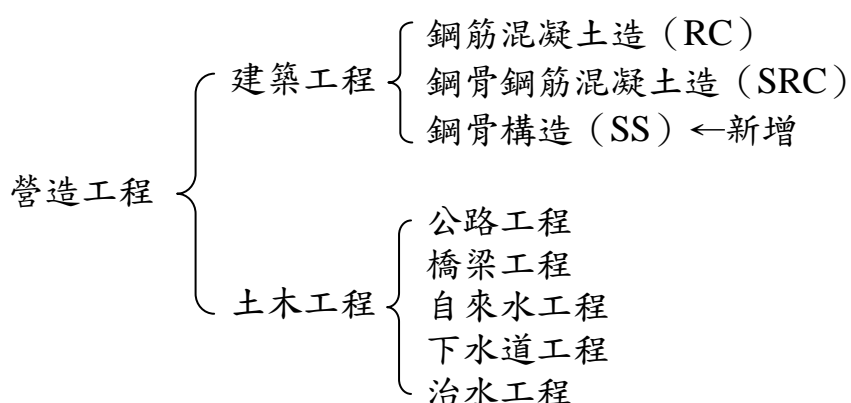 營造工程
建築工程
鋼筋混凝土造（RC）
鋼骨鋼筋混凝土造（SRC）
鋼骨構造（SS）←新增
土木工程
公路工程
橋梁工程
自來水工程
下水道工程
治水工程